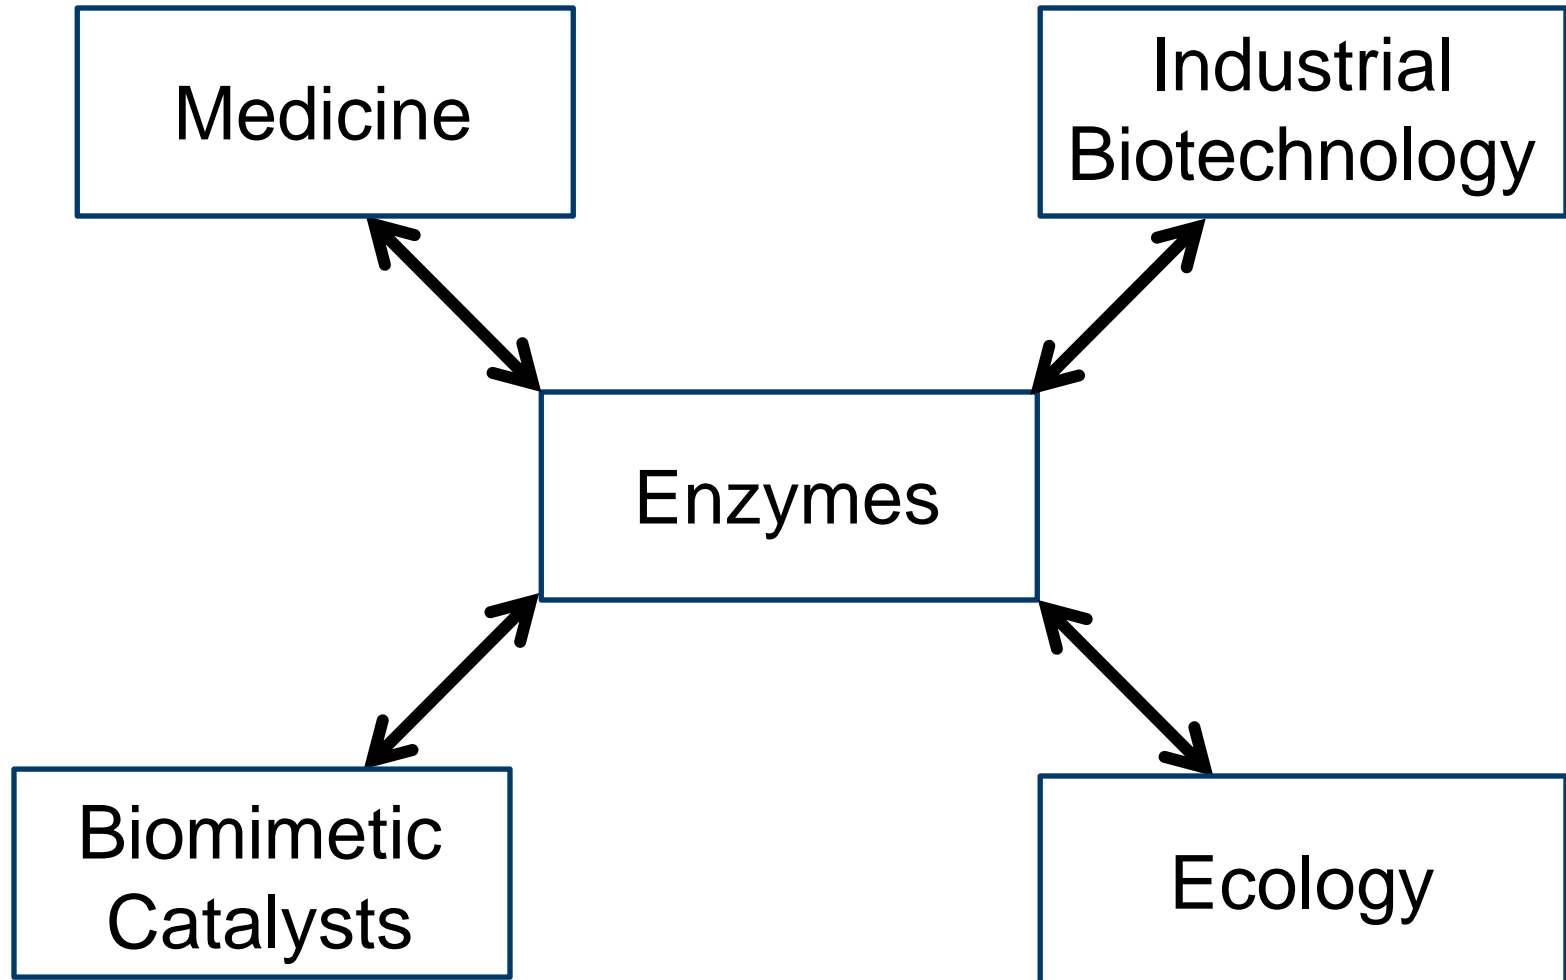 Medicine
Industrial
Biotechnology
Enzymes
Biomimetic
Catalysts
Ecology